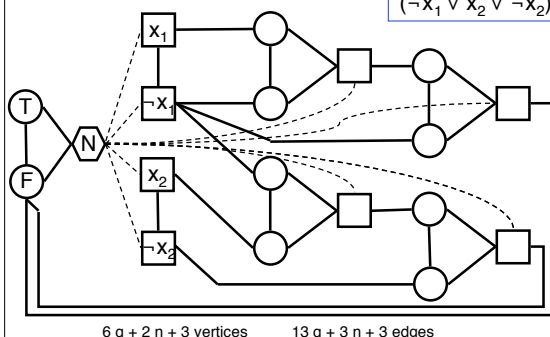 (¬x₁ ∨ x₂ ∨ ¬x₂)
x₁
T
¬x₁
N
F
x₂
¬x₂
6 g + 2 n + 3 vertices 13 g + 3 n + 3 edges